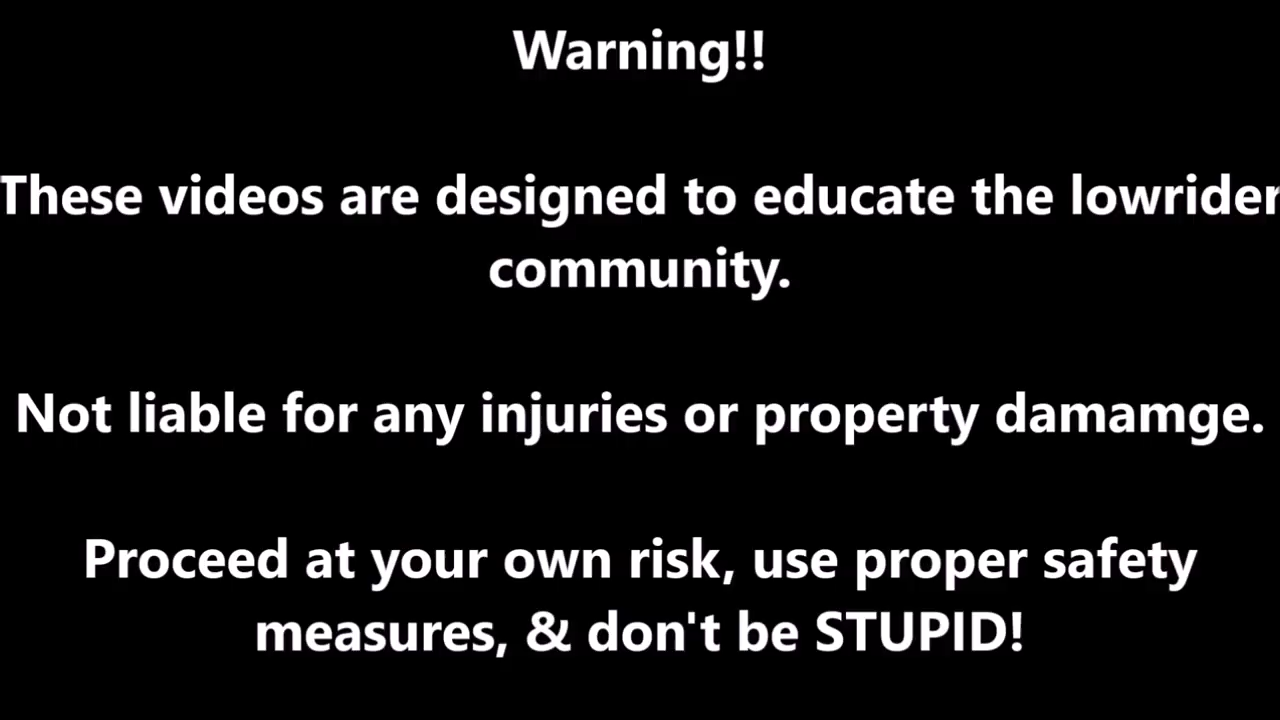 Warning!!
These videos are designed to educate the lowrider
community.
Not liable for any injuries or property damamge.
Proceed at your own risk, use proper safety
measures, & don't be STUPID!